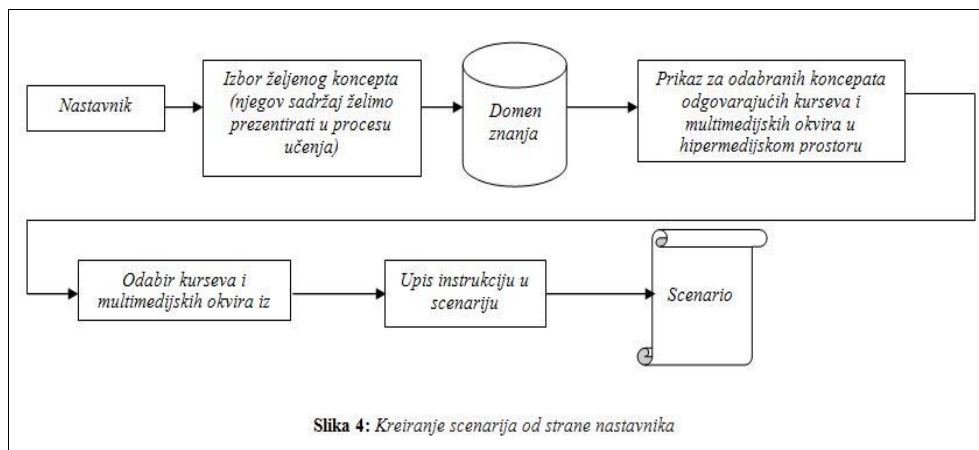 Nastavnik
Izbor željenog koncepta
(njegov sadržaj želimo
prezentirati u procesu
učenja)
Domen
znanja
Prikaz za odabranih koncepata
odgovarajućih kurseva i
multimedijskih okvira u
hipermedijskom prostoru
Odabir kurseva i
multimedijskih okvira iz
Upis instrukciju u
scenariju
Scenario
Slika 4: Kreiranje scenarija od strane nastavnika